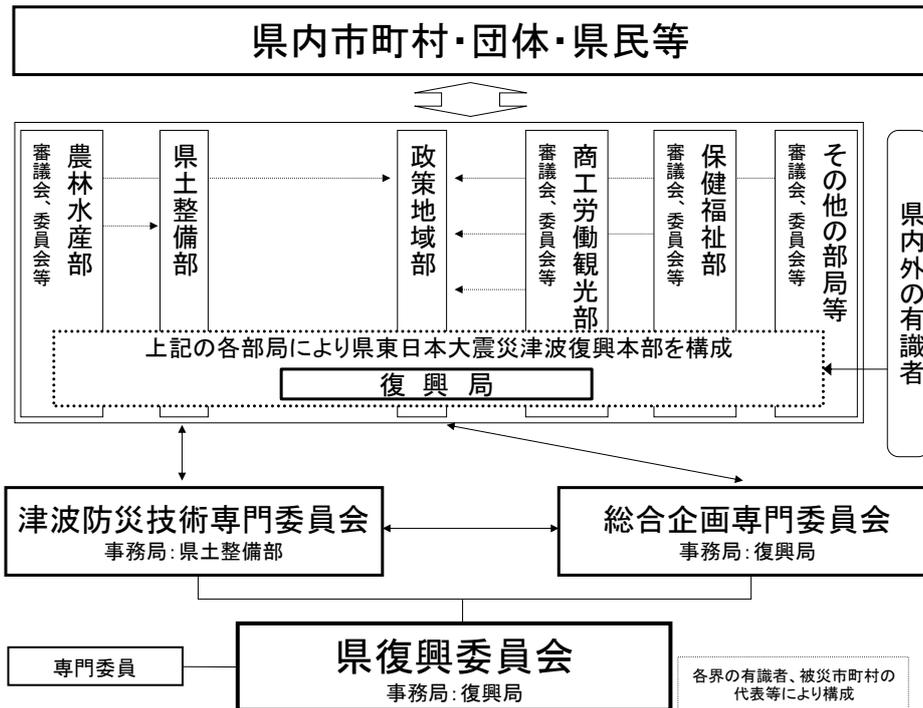 県内市町村・団体・県民等
農林水産部
審議会、委員会等
県土整備部
政策地域部
商工労働観光部
審議会、委員会等
保健福祉部
審議会、委員会等
その他の部局等
審議会、委員会等
県内外の有識者
上記の各部局により県東日本大震災津波復興本部を構成
復興局
津波防災技術専門委員会
事務局:県土整備部
総合企画専門委員会
事務局:復興局
専門委員
県復興委員会
事務局:復興局
各界の有識者、被災市町村の
代表等により構成